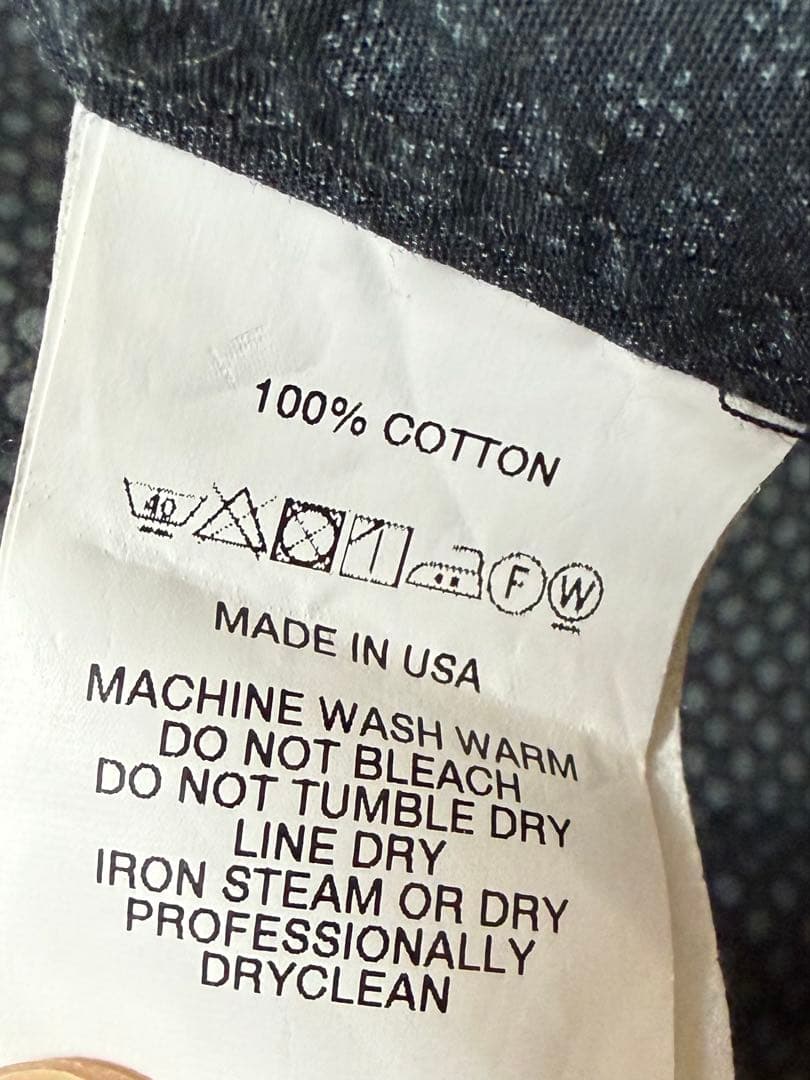 100% COTTON
40 F W
MADE IN USA
MACHINE WASH WARM
DO NOT BLEACH
DO NOT TUMBLE DRY
LINE DRY
IRON STEAM OR DRY
PROFESSIONALLY
DRYCLEAN